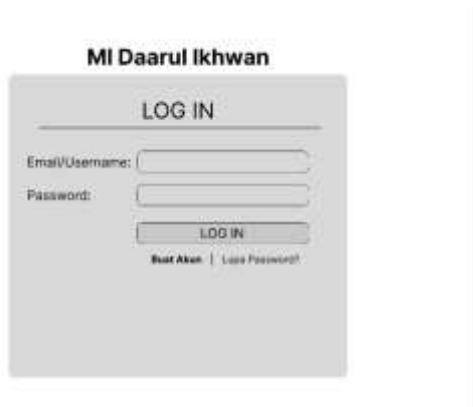 MI Daarul Ikhwan
LOG IN
Email/Username:
Password:
LOG IN
Buat Akun | Lupa Password?